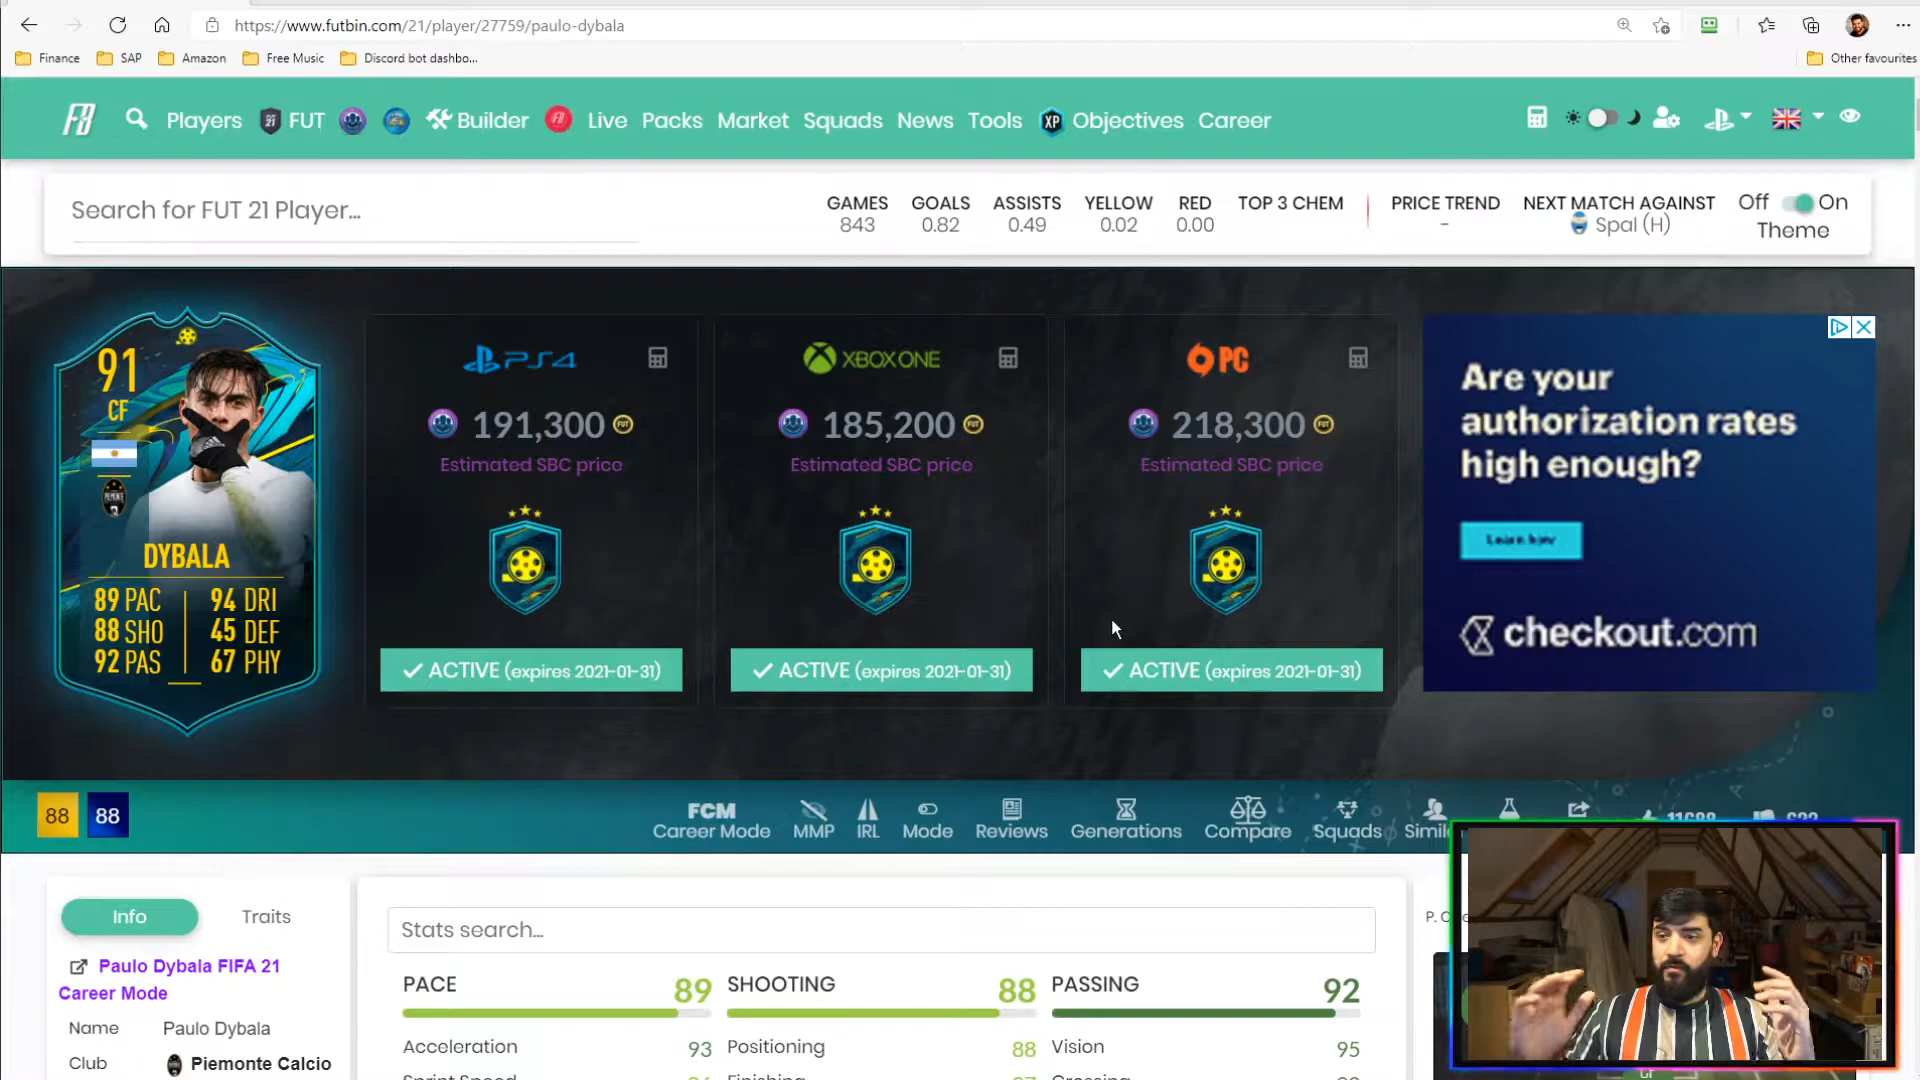 https://www.futbin.com/21/player/27759/paulo-dybala
Finance SAP Amazon Free Music Discord bot dashbo... Other favourites
Players FUT Builder Live Packs Market Squads News Tools XP Objectives Career
Search for FUT 21 Player...
GAMES GOALS ASSISTS YELLOW RED TOP 3 CHEM PRICE TREND NEXT MATCH AGAINST Off On
843 0.82 0.49 0.02 0.00 - Spal (H) Theme
91
CF
DYBALA
89 PAC 94 DRI
88 SHO 45 DEF
92 PAS 67 PHY
PS4
191,300
Estimated SBC price
ACTIVE (expires 2021-01-31)
XBOX ONE
185,200
Estimated SBC price
ACTIVE (expires 2021-01-31)
PC
218,300
Estimated SBC price
ACTIVE (expires 2021-01-31)
Are your
authorization rates
high enough?
Learn how
checkout.com
88 88
FCM
Career Mode MMP IRL Mode Reviews Generations Compare Squads
Info Traits
Paulo Dybala FIFA 21
Career Mode
Name Paulo Dybala
Club Piemonte Calcio
Stats search...
PACE 89 SHOOTING 88 PASSING 92
Acceleration 93 Positioning 88 Vision 95